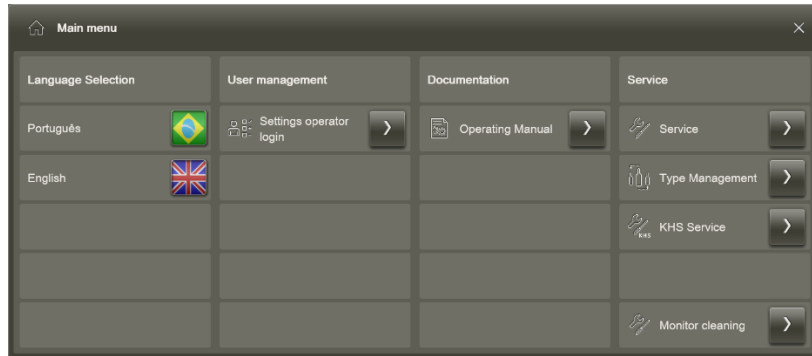 Main menu
Language Selection
User management
Documentation
Service
Português
Settings operator
login
Operating Manual
Service
English
Type Management
KHS
KHS Service
Monitor cleaning